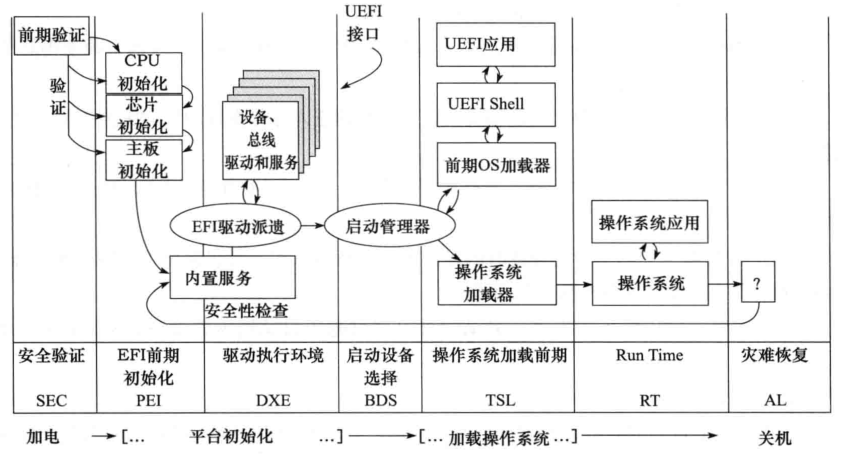 前期验证
验
证
CPU
初始化
芯片
初始化
主板
初始化
设备、
总线
驱动和服务
EFI驱动派遣
内置服务
安全性检查
UEFI
接口
启动管理器
UEFI应用
UEFI Shell
前期OS加载器
操作系统
加载器
操作系统应用
操作系统
?
安全验证
SEC
EFI前期
初始化
PEI
驱动执行环境
DXE
启动设备
选择
BDS
操作系统加载前期
TSL
Run Time
RT
灾难恢复
AL
加电
[… 平台初始化 …]
[… 加载操作系统 …]
关机